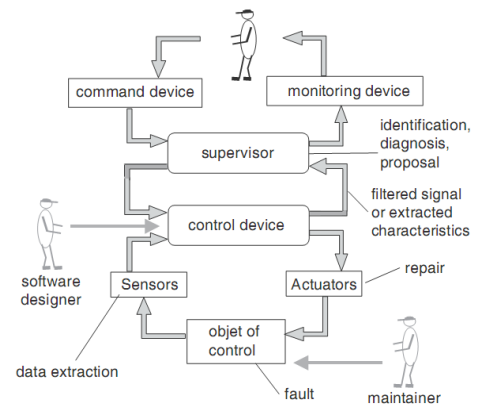 command device
monitoring device
identification,
diagnosis,
proposal
supervisor
filtered signal
or extracted
characteristics
control device
software
designer
Sensors
Actuators
repair
objet of
control
data extraction
fault
maintainer